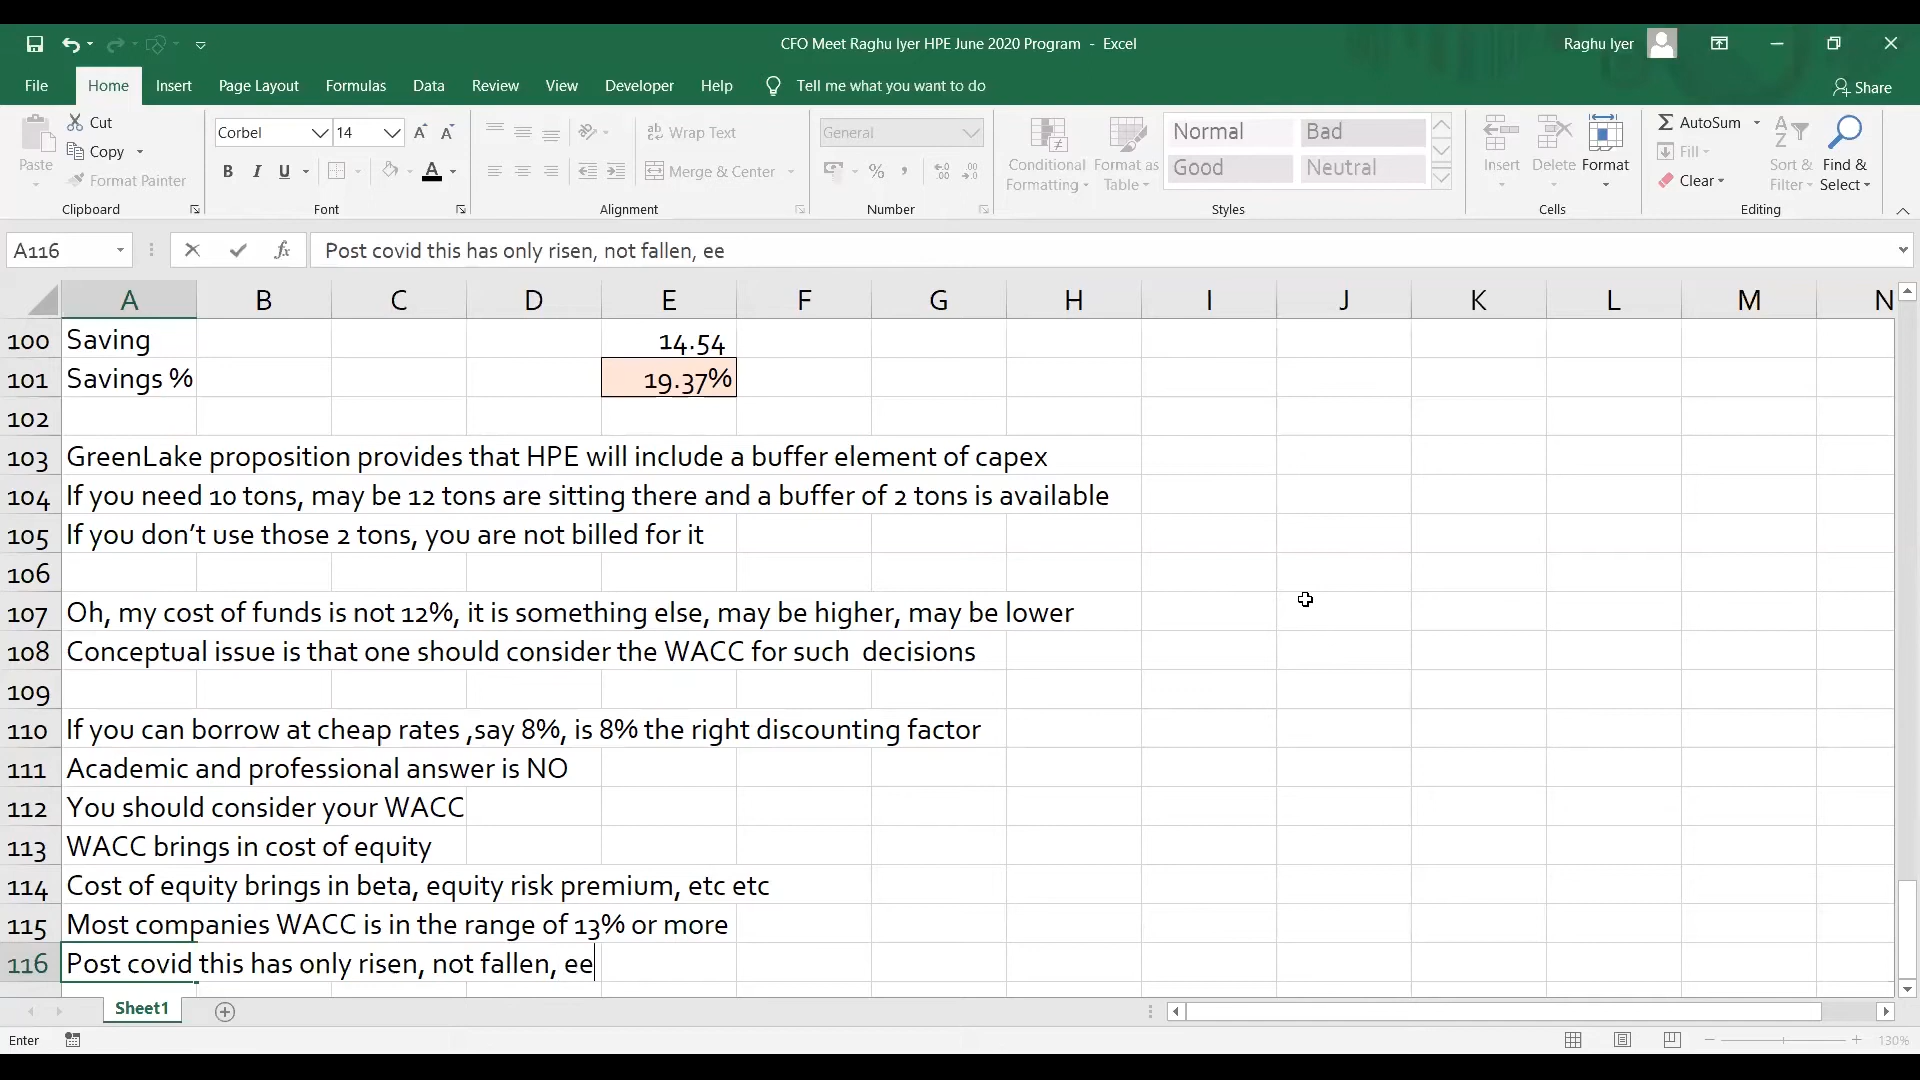 CFO Meet Raghu Iyer HPE June 2020 Program - Excel
Raghu Iyer
File Home Insert Page Layout Formulas Data Review View Developer Help Tell me what you want to do
Share
Paste
Cut
Copy
Format Painter
Clipboard
Corbel 14
B I U
Font
Wrap Text
Merge & Center
Alignment
General
Number
Conditional Formatting
Format as Table
Normal Bad
Good Neutral
Styles
Insert Delete Format
Cells
AutoSum
Fill
Clear
Sort & Filter
Find & Select
Editing
A116 fx Post covid this has only risen, not fallen, ee
A B C D E F G H I J K L M N
100 Saving 14.54
101 Savings % 19.37%
102
103 GreenLake proposition provides that HPE will include a buffer element of capex
104 If you need 10 tons, may be 12 tons are sitting there and a buffer of 2 tons is available
105 If you don’t use those 2 tons, you are not billed for it
106
107 Oh, my cost of funds is not 12%, it is something else, may be higher, may be lower
108 Conceptual issue is that one should consider the WACC for such decisions
109
110 If you can borrow at cheap rates ,say 8%, is 8% the right discounting factor
111 Academic and professional answer is NO
112 You should consider your WACC
113 WACC brings in cost of equity
114 Cost of equity brings in beta, equity risk premium, etc etc
115 Most companies WACC is in the range of 13% or more
116 Post covid this has only risen, not fallen, ee
Sheet1
Enter
130%